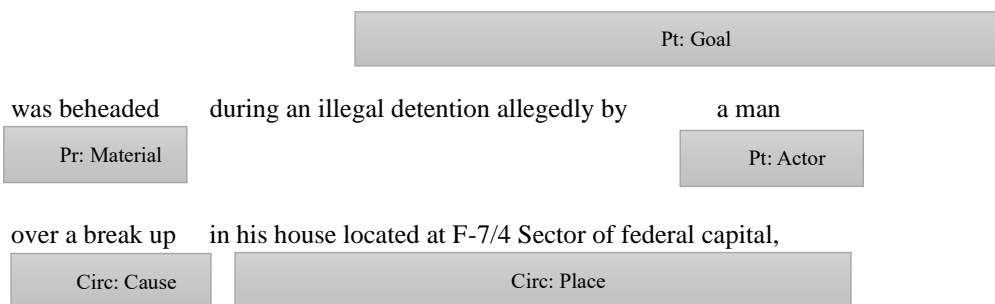 Pt: Goal
was beheaded during an illegal detention allegedly by a man
Pr: Material Pt: Actor
over a break up in his house located at F-7/4 Sector of federal capital,
Circ: Cause Circ: Place